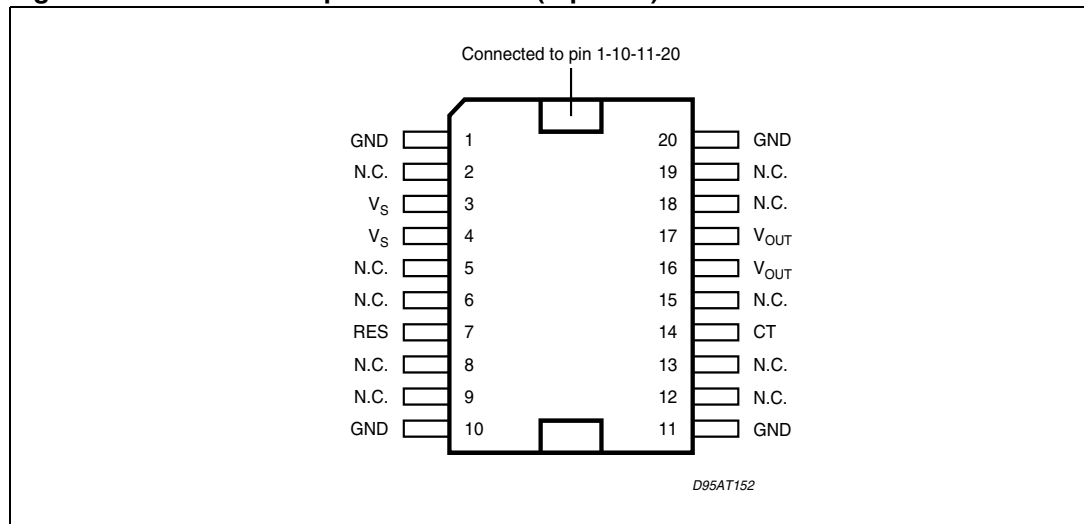 Connected to pin 1-10-11-20
GND 1 20 GND
N.C. 2 19 N.C.
VS 3 18 N.C.
VS 4 17 VOUT
N.C. 5 16 VOUT
N.C. 6 15 N.C.
RES 7 14 CT
N.C. 8 13 N.C.
N.C. 9 12 N.C.
GND 10 11 GND
D95AT152